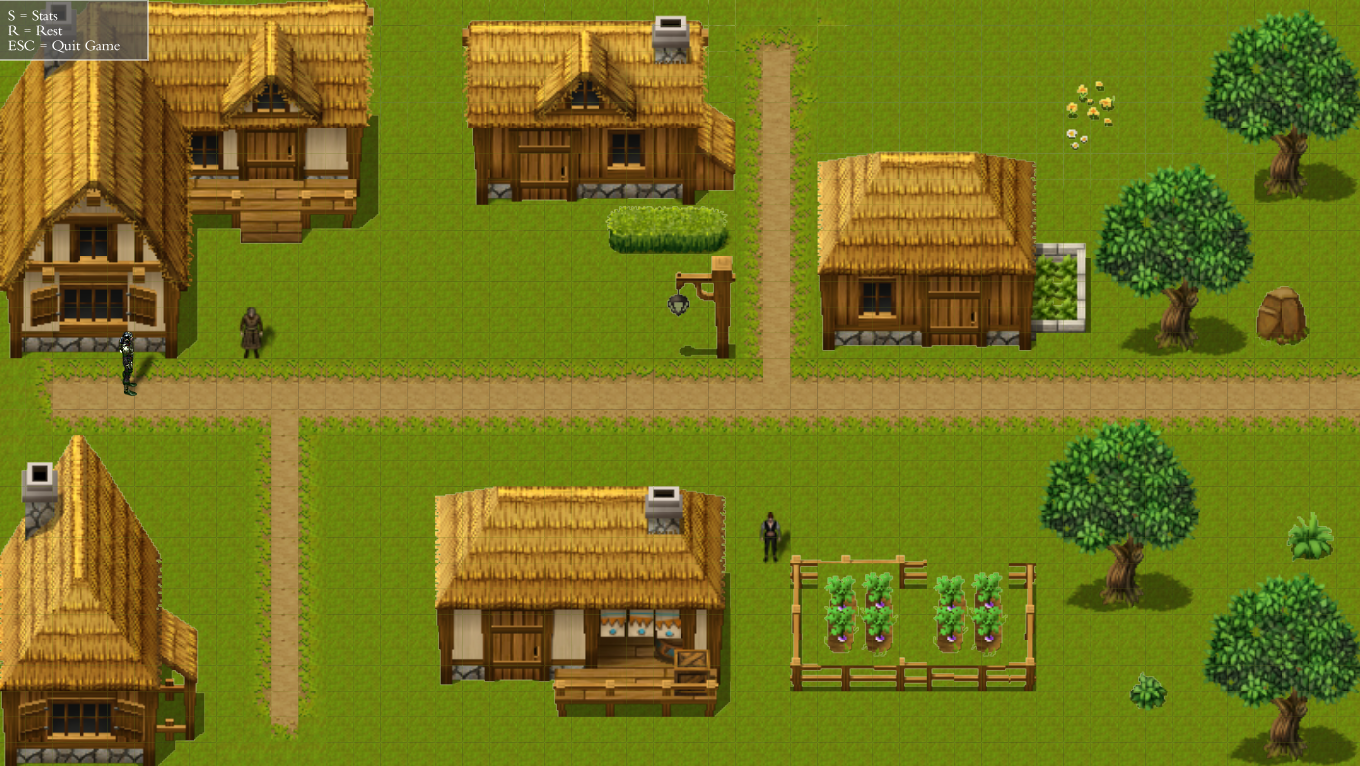 S = Stats
R = Rest
ESC = Quit Game